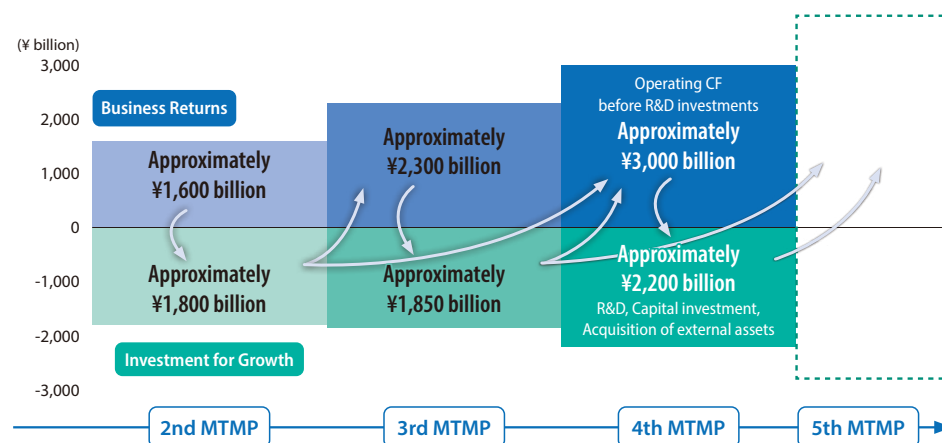 (¥ billion)
3,000
2,000
1,000
0
-1,000
-2,000
-3,000
Business Returns
Investment for Growth
Approximately
¥1,600 billion
Approximately
¥1,800 billion
Approximately
¥2,300 billion
Approximately
¥1,850 billion
Operating CF
before R&D investments
Approximately
¥3,000 billion
Approximately
¥2,200 billion
R&D, Capital investment,
Acquisition of external assets
2nd MTMP
3rd MTMP
4th MTMP
5th MTMP